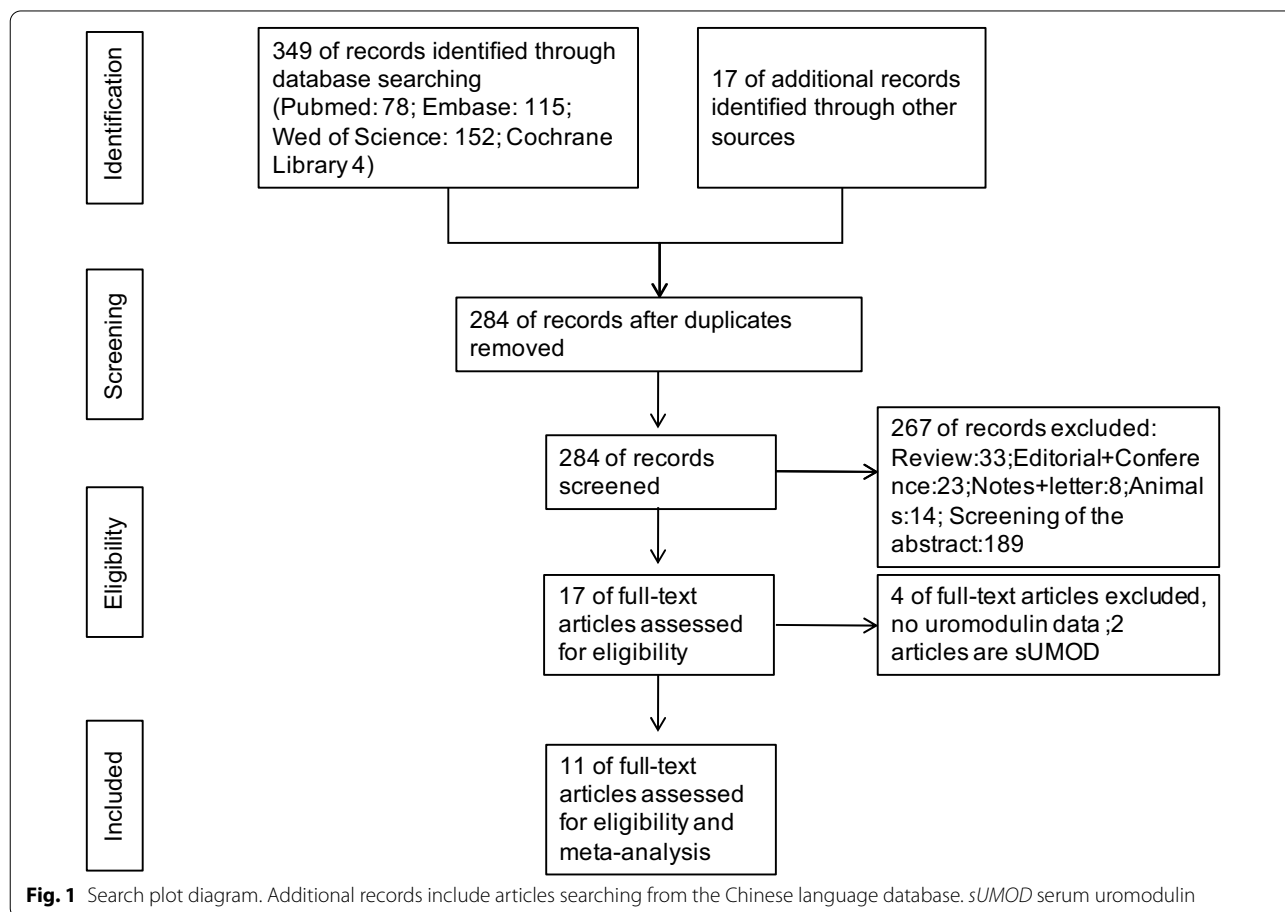 Identification
349 of records identified through
database searching
(Pubmed: 78; Embase: 115;
Wed of Science: 152; Cochrane
Library 4)
17 of additional records
identified through other
sources
Screening
284 of records after duplicates
removed
284 of records
screened
267 of records excluded:
Review:33;Editorial+Confere
nce:23;Notes+letter:8;Animal
s:14; Screening of the
abstract:189
Eligibility
17 of full-text
articles assessed
for eligibility
4 of full-text articles excluded,
no uromodulin data ;2
articles are sUMOD
Included
11 of full-text
articles assessed
for eligibility and
meta-analysis
Fig. 1 Search plot diagram. Additional records include articles searching from the Chinese language database. sUMOD serum uromodulin